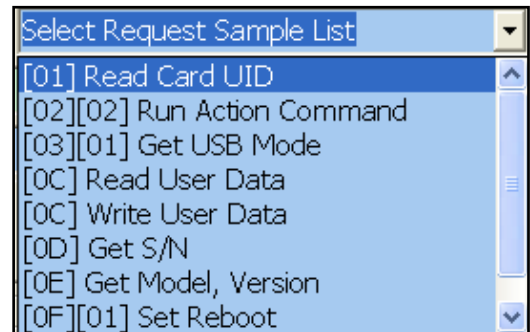 Select Request Sample List
[01] Read Card UID
[02][02] Run Action Command
[03][01] Get USB Mode
[0C] Read User Data
[0C] Write User Data
[0D] Get S/N
[0E] Get Model, Version
[0F][01] Set Reboot